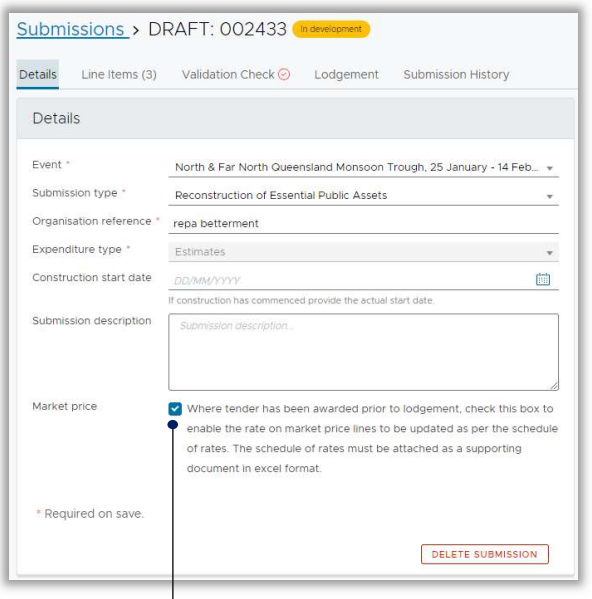 Submissions > DRAFT: 002433 In development
Details Line Items (3) Validation Check Lodgement Submission History
Details
Event * North & Far North Queensland Monsoon Trough, 25 January - 14 Feb...
Submission type * Reconstruction of Essential Public Assets
Organisation reference * repa betterment
Expenditure type * Estimates
Construction start date DD/MM/YYYY
If construction has commenced provide the actual start date.
Submission description Submission description...
Market price Where tender has been awarded prior to lodgement, check this box to
enable the rate on market price lines to be updated as per the schedule
of rates. The schedule of rates must be attached as a supporting
document in excel format.
* Required on save.
DELETE SUBMISSION